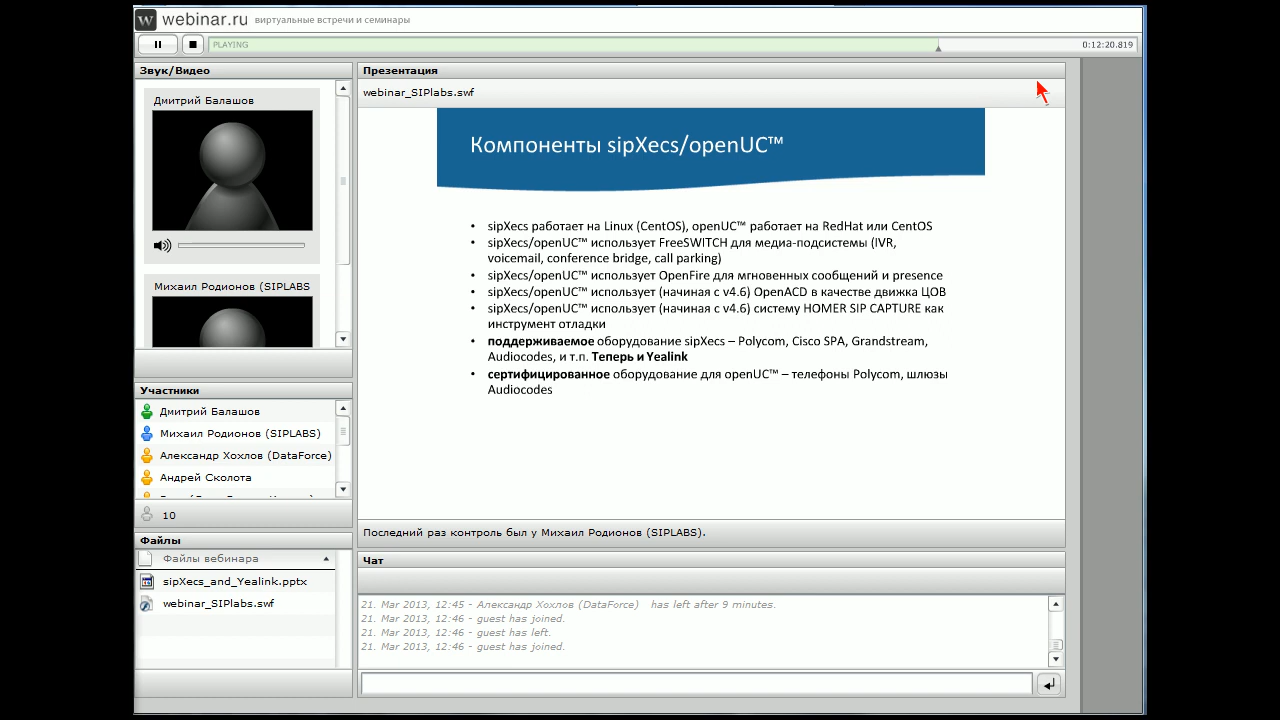 webinar.ru виртуальные встречи и семинары
PLAYING
0:12:20.819
Звук/Видео
Дмитрий Балашов
Михаил Родионов (SIPLABS
Участники
Дмитрий Балашов
Михаил Родионов (SIPLABS)
Александр Хохлов (DataForce)
Андрей Сколота
10
Файлы
Файлы вебинара
sipXecs_and_Yealink.pptx
webinar_SIPlabs.swf
Презентация
webinar_SIPlabs.swf
Компоненты sipXecs/openUC™
• sipXecs работает на Linux (CentOS), openUC™ работает на RedHat или CentOS
• sipXecs/openUC™ использует FreeSWITCH для медиа-подсистемы (IVR,
voicemail, conference bridge, call parking)
• sipXecs/openUC™ использует OpenFire для мгновенных сообщений и presence
• sipXecs/openUC™ использует (начиная с v4.6) OpenACD в качестве движка ЦОВ
• sipXecs/openUC™ использует (начиная с v4.6) систему HOMER SIP CAPTURE как
инструмент отладки
• поддерживаемое оборудование sipXecs – Polycom, Cisco SPA, Grandstream,
Audiocodes, и т.п. Теперь и Yealink
• сертифицированное оборудование для openUC™ – телефоны Polycom, шлюзы
Audiocodes
Последний раз контроль был у Михаил Родионов (SIPLABS).
Чат
21. Mar 2013, 12:45 - Александр Хохлов (DataForce) has left after 9 minutes.
21. Mar 2013, 12:46 - guest has joined.
21. Mar 2013, 12:46 - guest has left.
21. Mar 2013, 12:46 - guest has joined.